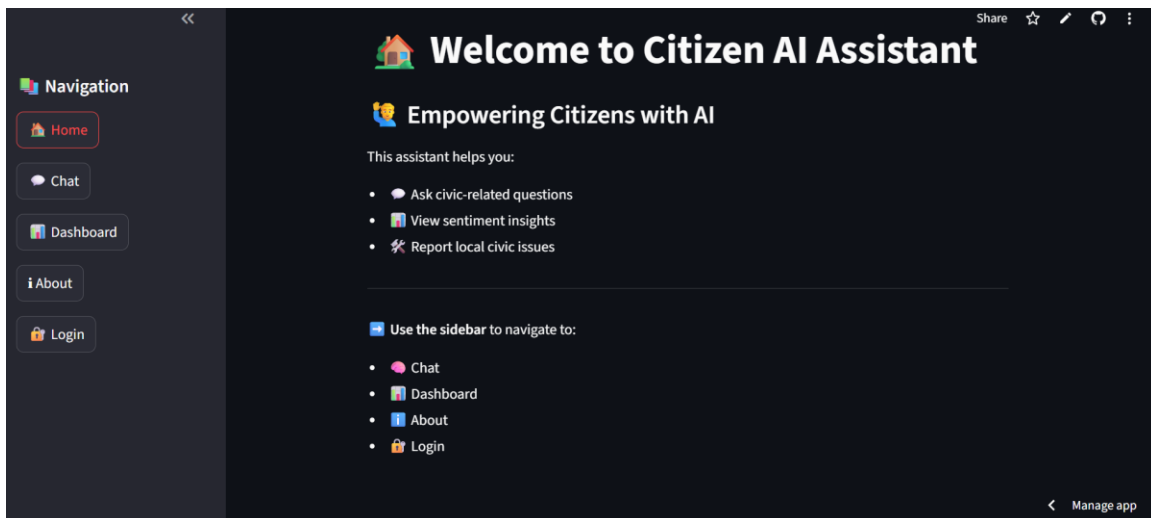 Share
Navigation
Home
Chat
Dashboard
About
Login
Welcome to Citizen AI Assistant
Empowering Citizens with AI
This assistant helps you:
• Ask civic-related questions
• View sentiment insights
• Report local civic issues
Use the sidebar to navigate to:
• Chat
• Dashboard
• About
• Login
Manage app